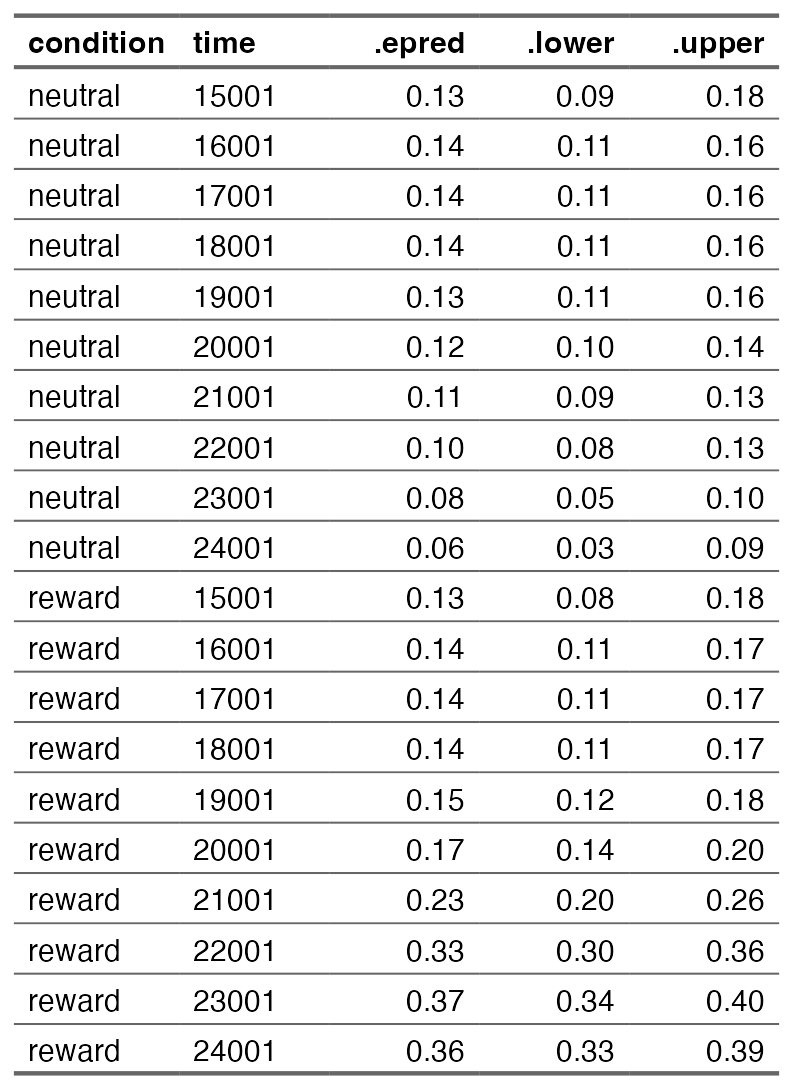 condition time .epred .lower .upper
neutral 15001 0.13 0.09 0.18
neutral 16001 0.14 0.11 0.16
neutral 17001 0.14 0.11 0.16
neutral 18001 0.14 0.11 0.16
neutral 19001 0.13 0.11 0.16
neutral 20001 0.12 0.10 0.14
neutral 21001 0.11 0.09 0.13
neutral 22001 0.10 0.08 0.13
neutral 23001 0.08 0.05 0.10
neutral 24001 0.06 0.03 0.09
reward 15001 0.13 0.08 0.18
reward 16001 0.14 0.11 0.17
reward 17001 0.14 0.11 0.17
reward 18001 0.14 0.11 0.17
reward 19001 0.15 0.12 0.18
reward 20001 0.17 0.14 0.20
reward 21001 0.23 0.20 0.26
reward 22001 0.33 0.30 0.36
reward 23001 0.37 0.34 0.40
reward 24001 0.36 0.33 0.39